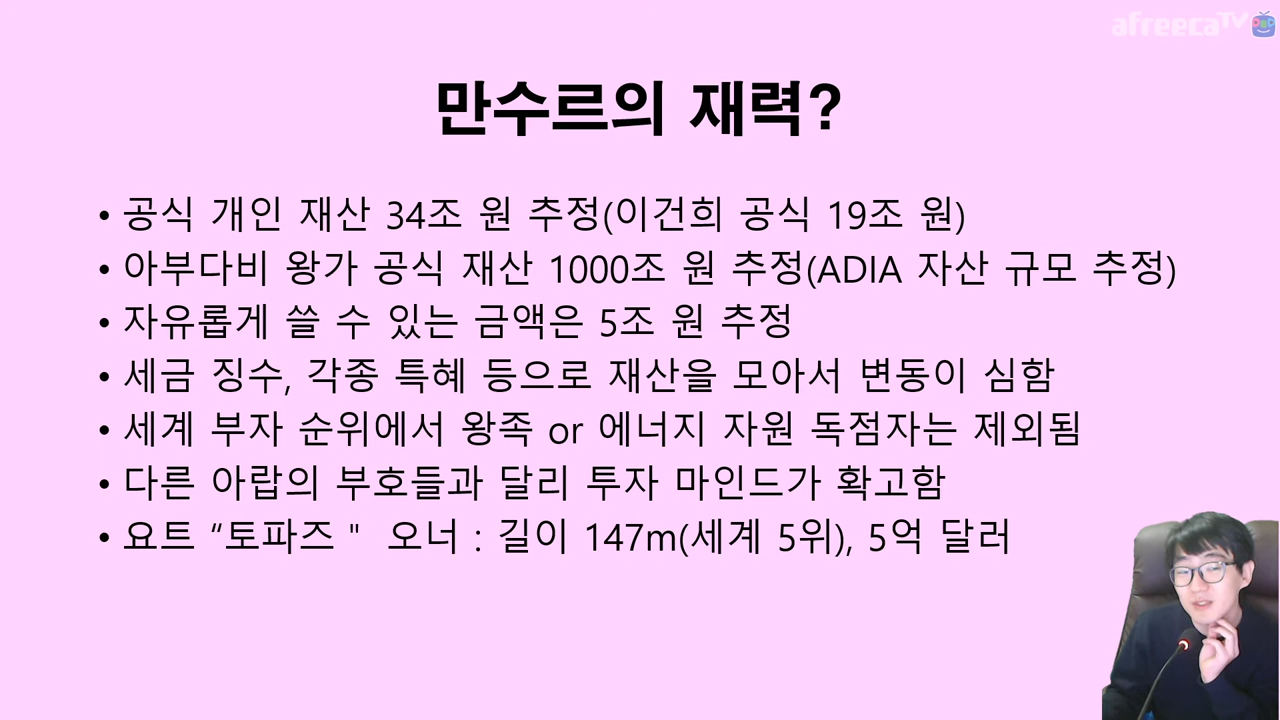 afreecaTV
만수르의 재력?
• 공식 개인 재산 34조 원 추정(이건희 공식 19조 원)
• 아부다비 왕가 공식 재산 1000조 원 추정(ADIA 자산 규모 추정)
• 자유롭게 쓸 수 있는 금액은 5조 원 추정
• 세금 징수, 각종 특혜 등으로 재산을 모아서 변동이 심함
• 세계 부자 순위에서 왕족 or 에너지 자원 독점자는 제외됨
• 다른 아랍의 부호들과 달리 투자 마인드가 확고함
• 요트 “토파즈 " 오너 : 길이 147m(세계 5위), 5억 달러